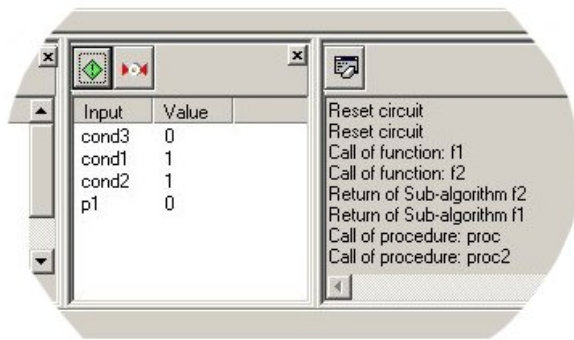 Input Value
cond3 0
cond1 1
cond2 1
p1 0
Reset circuit
Reset circuit
Call of function: f1
Call of function: f2
Return of Sub-algorithm f2
Return of Sub-algorithm f1
Call of procedure: proc
Call of procedure: proc2